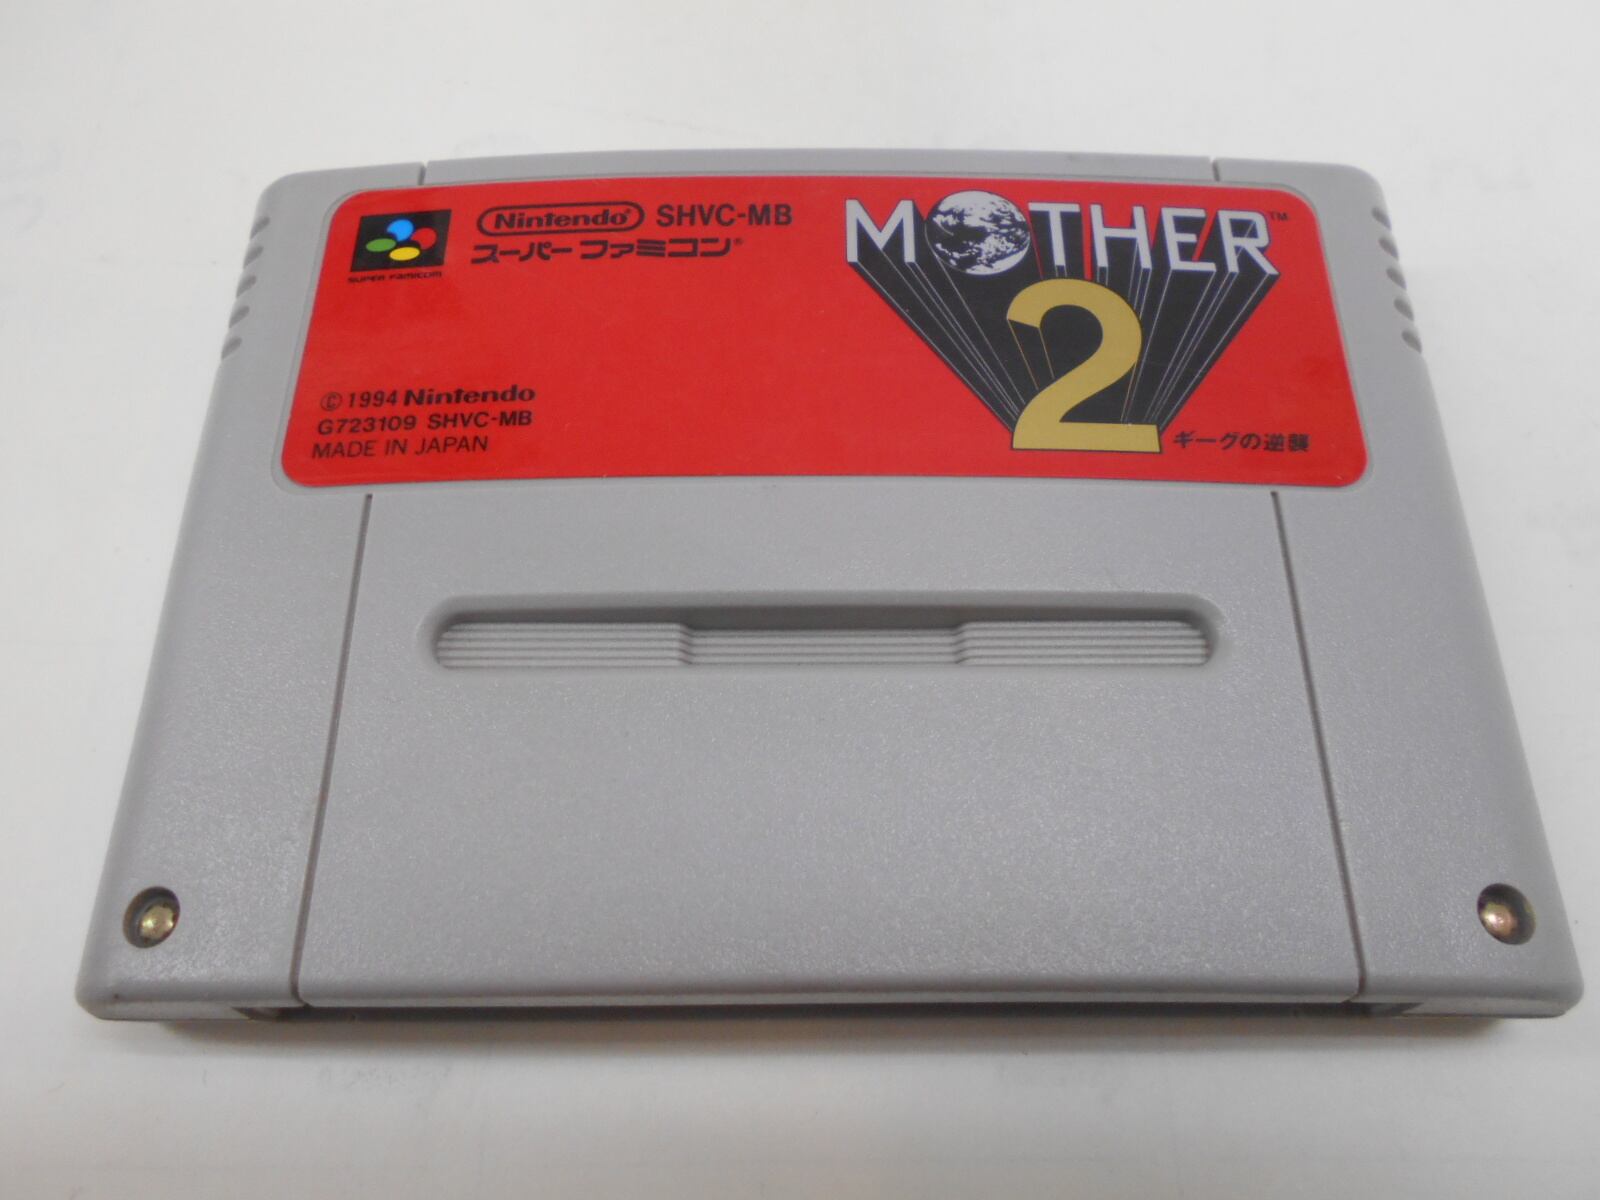 SUPER FAMICOM
Nintendo® SHVC-MB
スーパーファミコン®
MOTHER™
2
ギーグの逆襲
© 1994 Nintendo
G723109 SHVC-MB
MADE IN JAPAN